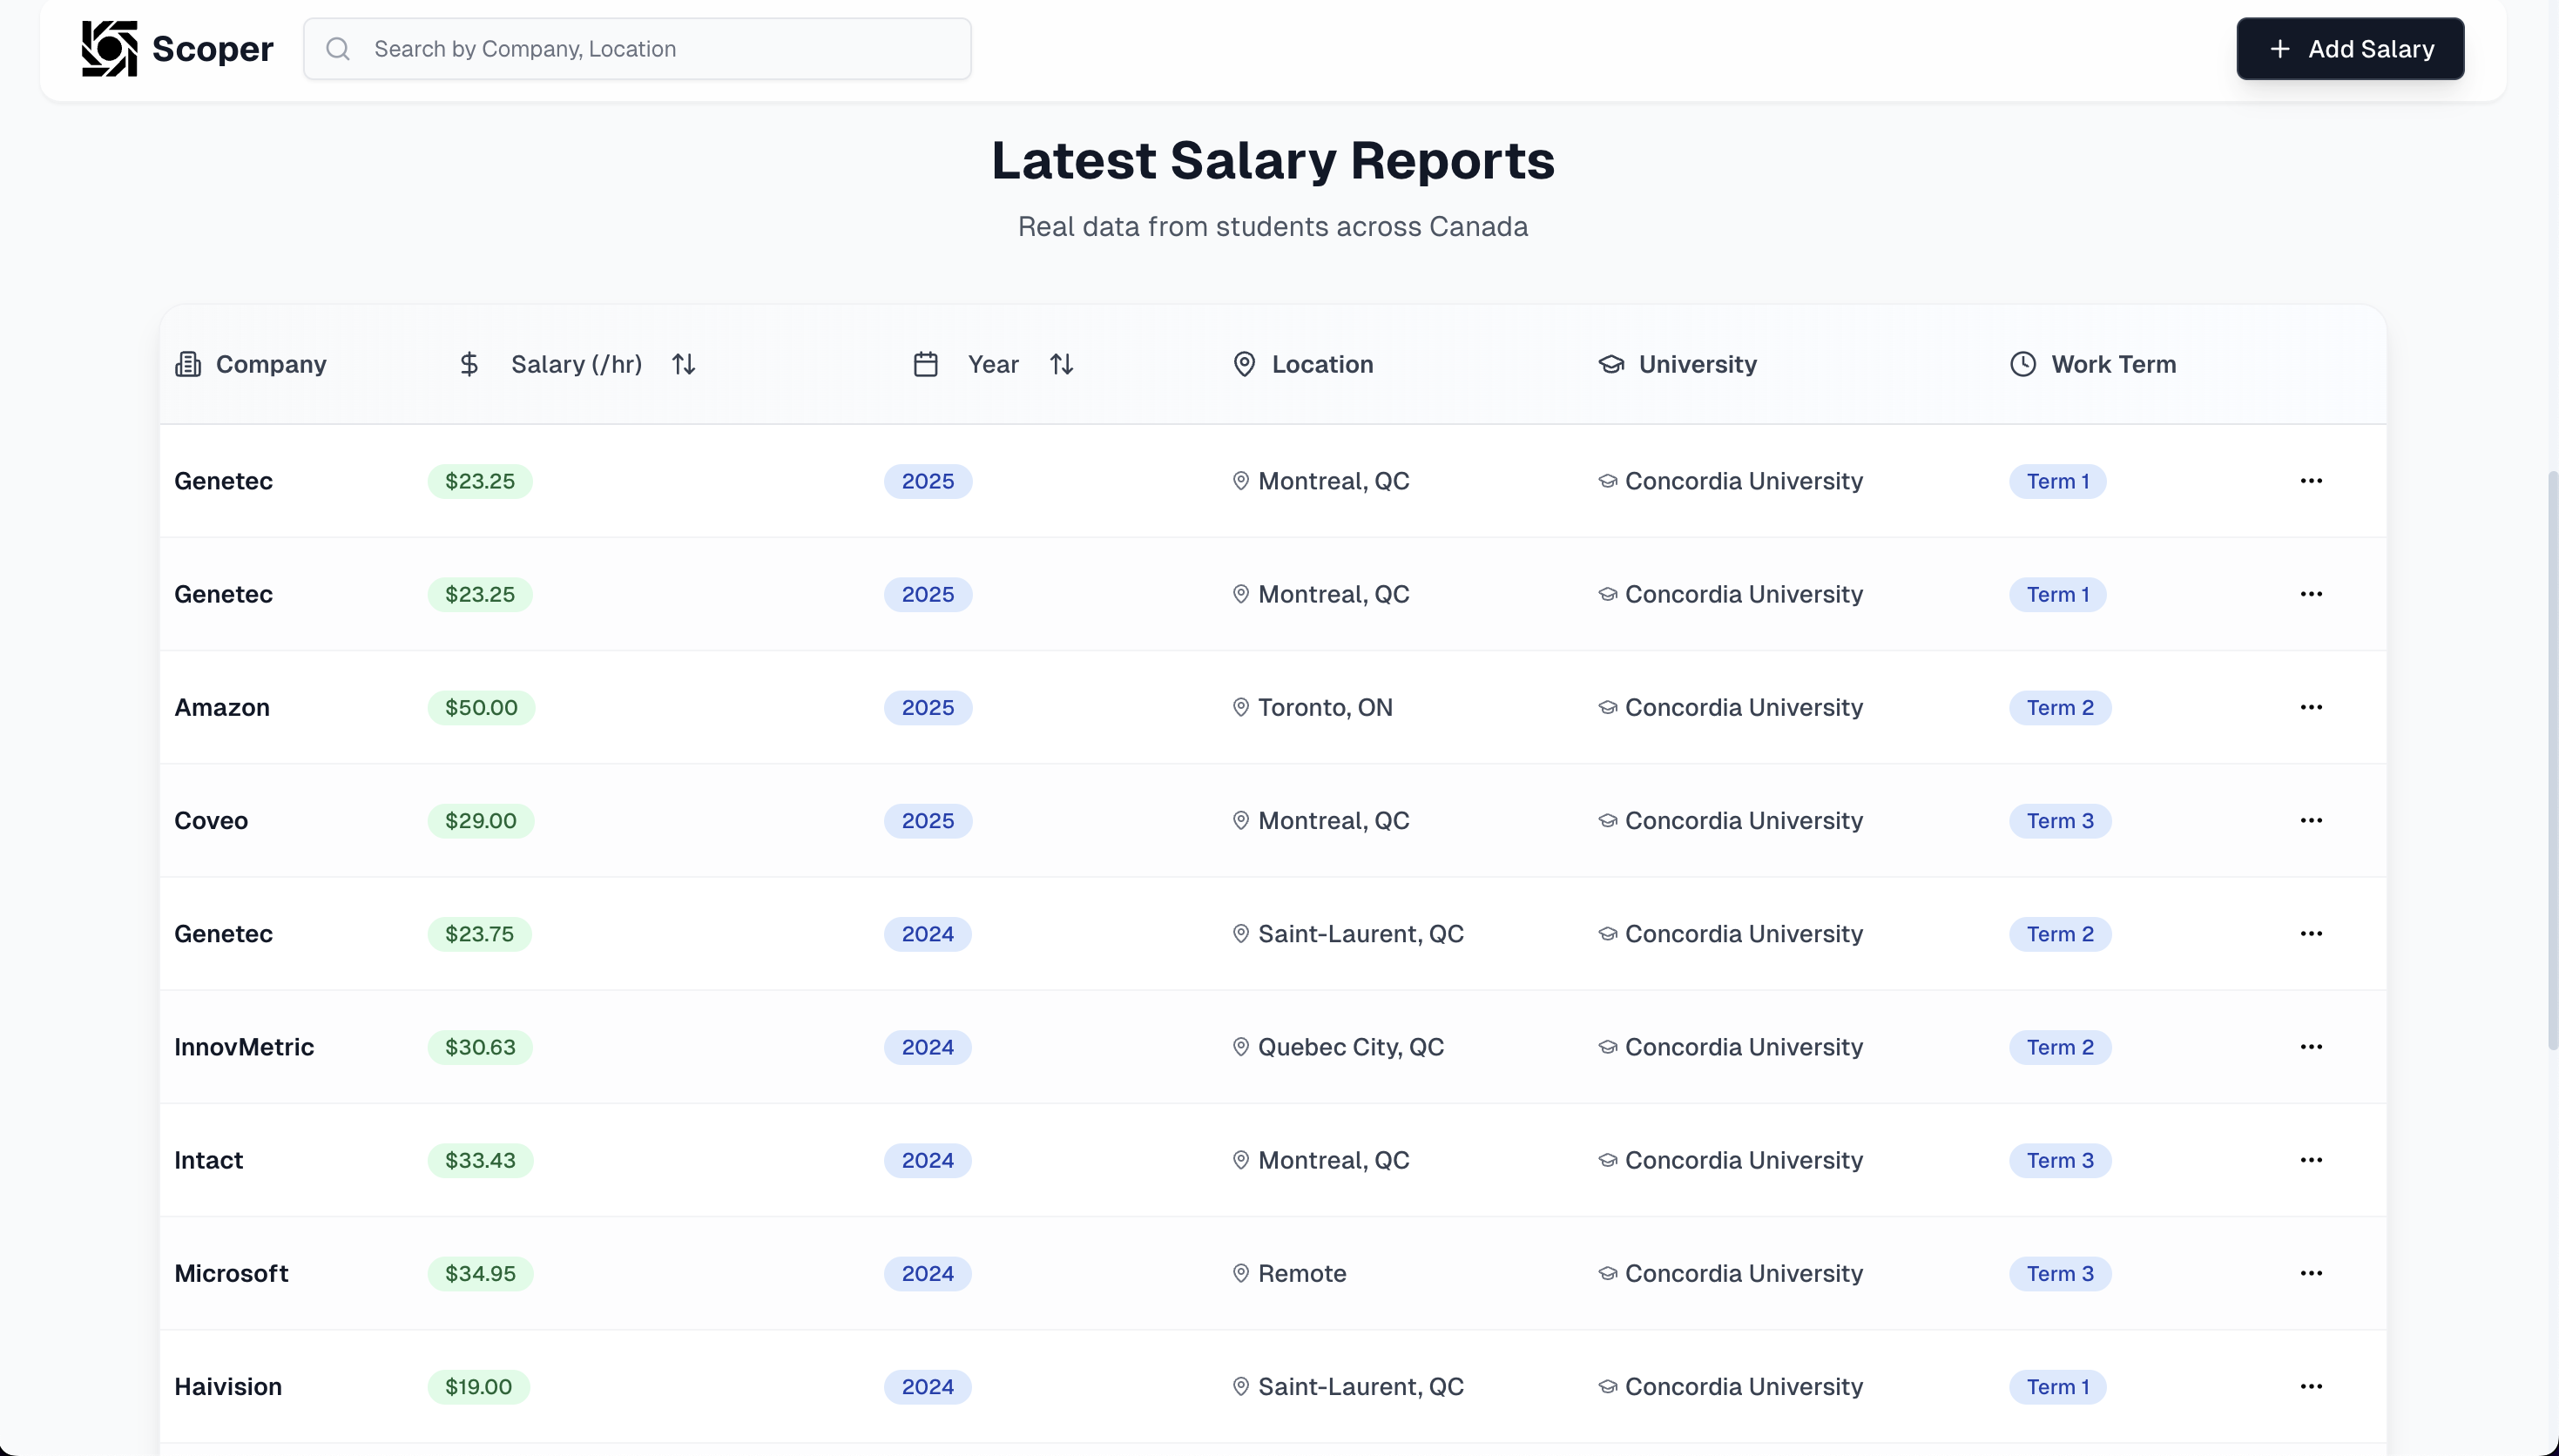 Scoper
Search by Company, Location
Add Salary
Latest Salary Reports
Real data from students across Canada
Company Salary (/hr) Year Location University Work Term
Genetec $23.25 2025 Montreal, QC Concordia University Term 1
Genetec $23.25 2025 Montreal, QC Concordia University Term 1
Amazon $50.00 2025 Toronto, ON Concordia University Term 2
Coveo $29.00 2025 Montreal, QC Concordia University Term 3
Genetec $23.75 2024 Saint-Laurent, QC Concordia University Term 2
InnovMetric $30.63 2024 Quebec City, QC Concordia University Term 2
Intact $33.43 2024 Montreal, QC Concordia University Term 3
Microsoft $34.95 2024 Remote Concordia University Term 3
Haivision $19.00 2024 Saint-Laurent, QC Concordia University Term 1